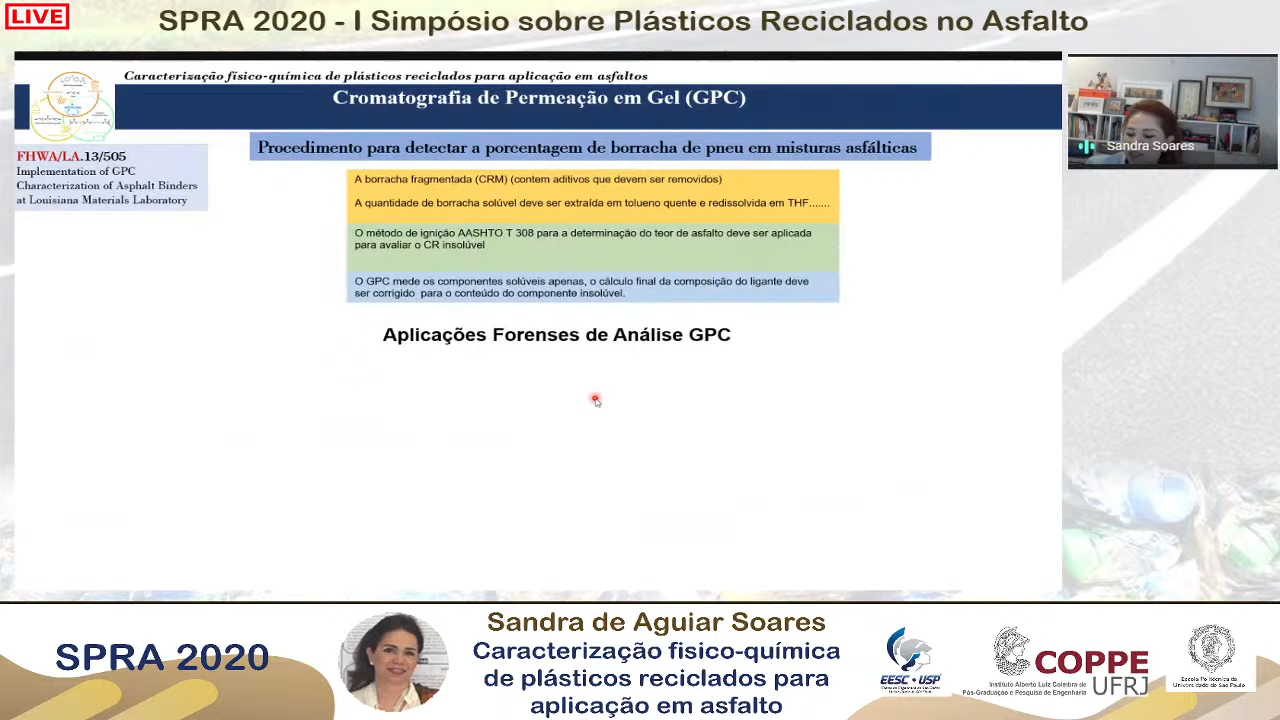 LIVE
SPRA 2020 - I Simpósio sobre Plásticos Reciclados no Asfalto
Caracterização físico-química de plásticos reciclados para aplicação em asfaltos
Cromatografia de Permeação em Gel (GPC)
FHWA/LA.13/505
Implementation of GPC
Characterization of Asphalt Binders
at Louisiana Materials Laboratory
Procedimento para detectar a porcentagem de borracha de pneu em misturas asfálticas
A borracha fragmentada (CRM) (contem aditivos que devem ser removidos)
A quantidade de borracha solúvel deve ser extraída em tolueno quente e redissolvida em THF.......
O método de ignição AASHTO T 308 para a determinação do teor de asfalto deve ser aplicada
para avaliar o CR insolúvel
O GPC mede os componentes solúveis apenas, o cálculo final da composição do ligante deve
ser corrigido para o conteúdo do componente insolúvel.
Aplicações Forenses de Análise GPC
Sandra Soares
SPRA 2020
Sandra de Aguiar Soares
Caracterização fisico-química
de plásticos reciclados para
aplicação em asfalto
EESC • USP
COPPE
UFRJ
Instituto Alberto Luiz Coimbra de
Pós-Graduação e Pesquisa de Engenharia
Escola Politécnica da
Universidade de São Paulo